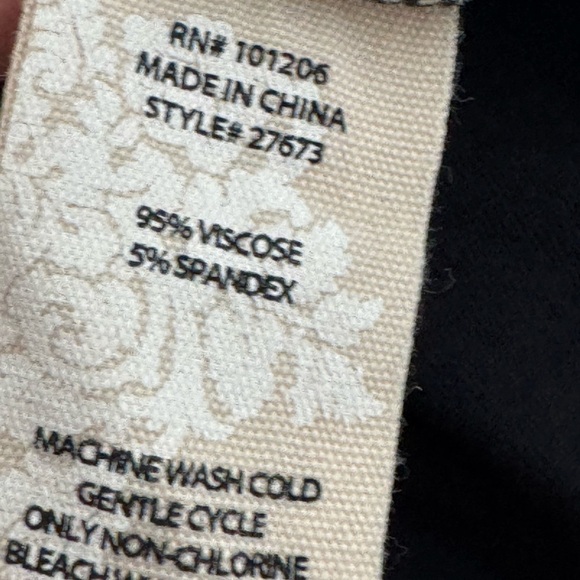 RN# 101206
MADE IN CHINA
STYLE# 27673
95% VISCOSE
5% SPANDEX
MACHINE WASH COLD
GENTLE CYCLE
ONLY NON-CHLORINE
BLEACH